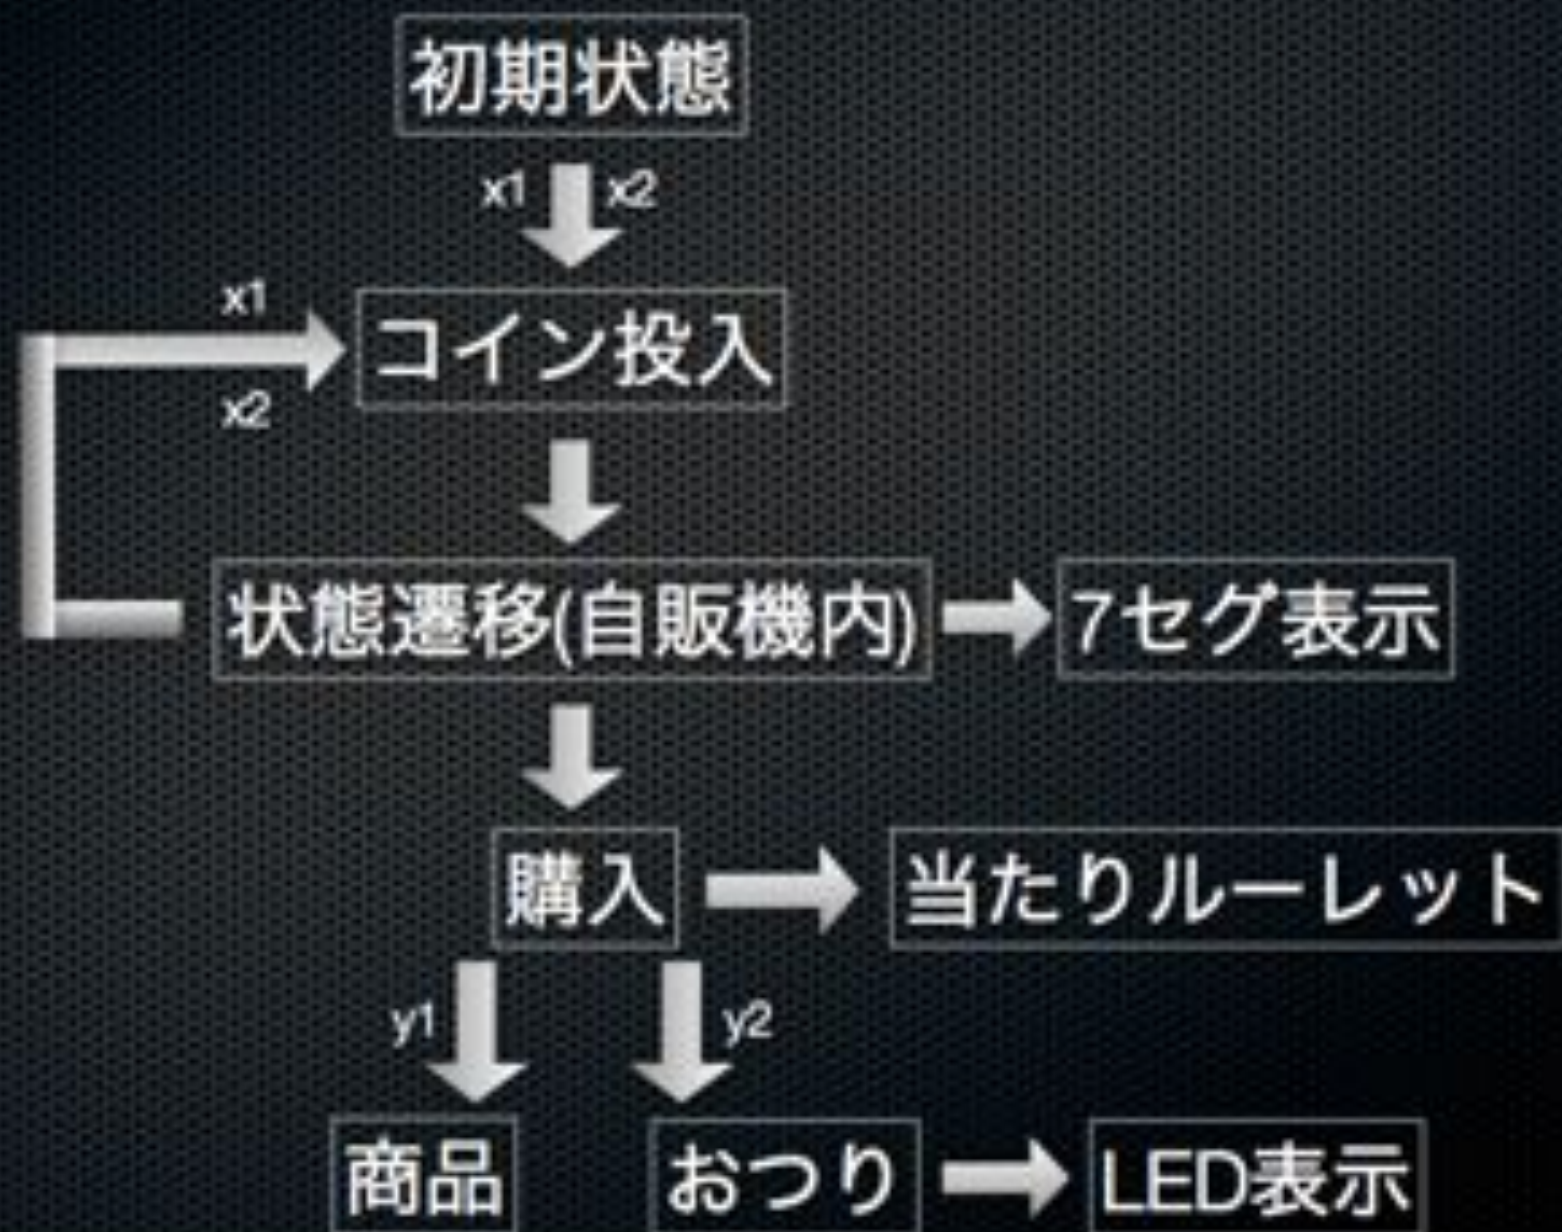 初期状態
x1 x2
x1
コイン投入
x2
状態遷移(自販機内) 7セグ表示
購入 当たりルーレット
y1 y2
商品 おつり LED表示